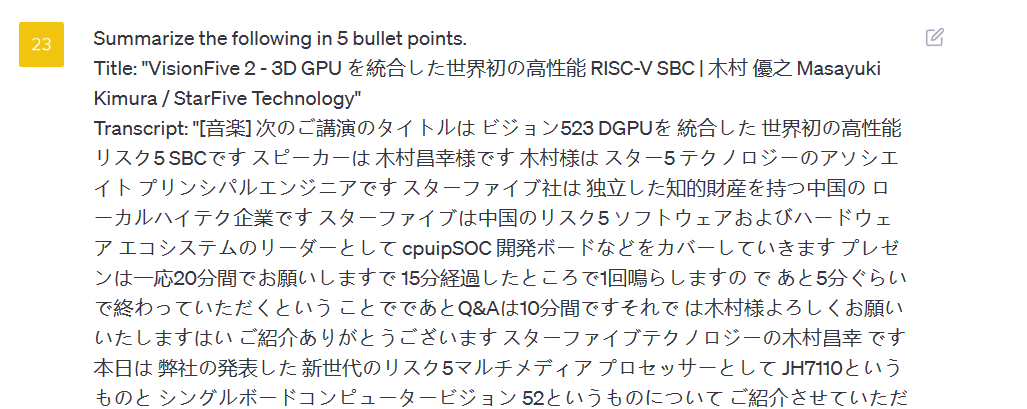 23
Summarize the following in 5 bullet points.
Title: "VisionFive 2 - 3D GPU を統合した世界初の高性能 RISC-V SBC | 木村 優之 Masayuki
Kimura / StarFive Technology"
Transcript: "[音楽] 次のご講演のタイトルは ビジョン523 DGPUを 統合した 世界初の高性能
リスク5 SBCです スピーカーは 木村昌幸様です 木村様は スター5 テクノロジーのアソシエ
イト プリンシパルエンジニアです スターファイブ社は 独立した知的財産を持つ中国の ロ
ーカルハイテク企業です スターファイブは中国のリスク5 ソフトウェアおよびハードウェ
ア エコシステムのリーダーとして cpuipSOC 開発ボードなどをカバーしていきます プレゼ
ンは一応20分間でお願いしますで 15分経過したところで1回鳴らしますの で あと5分ぐらい
で終わっていただくという ことでであとQ&Aは10分間ですそれで は木村様よろしくお願い
いたしますはい ご紹介ありがとうございます スターファイブテクノロジーの木村昌幸 です
本日は 弊社の発表した 新世代のリスク5マルチメディア プロセッサーとして JH7110という
ものと シングルボードコンピュータービジョン 52というものについて ご紹介させていただ